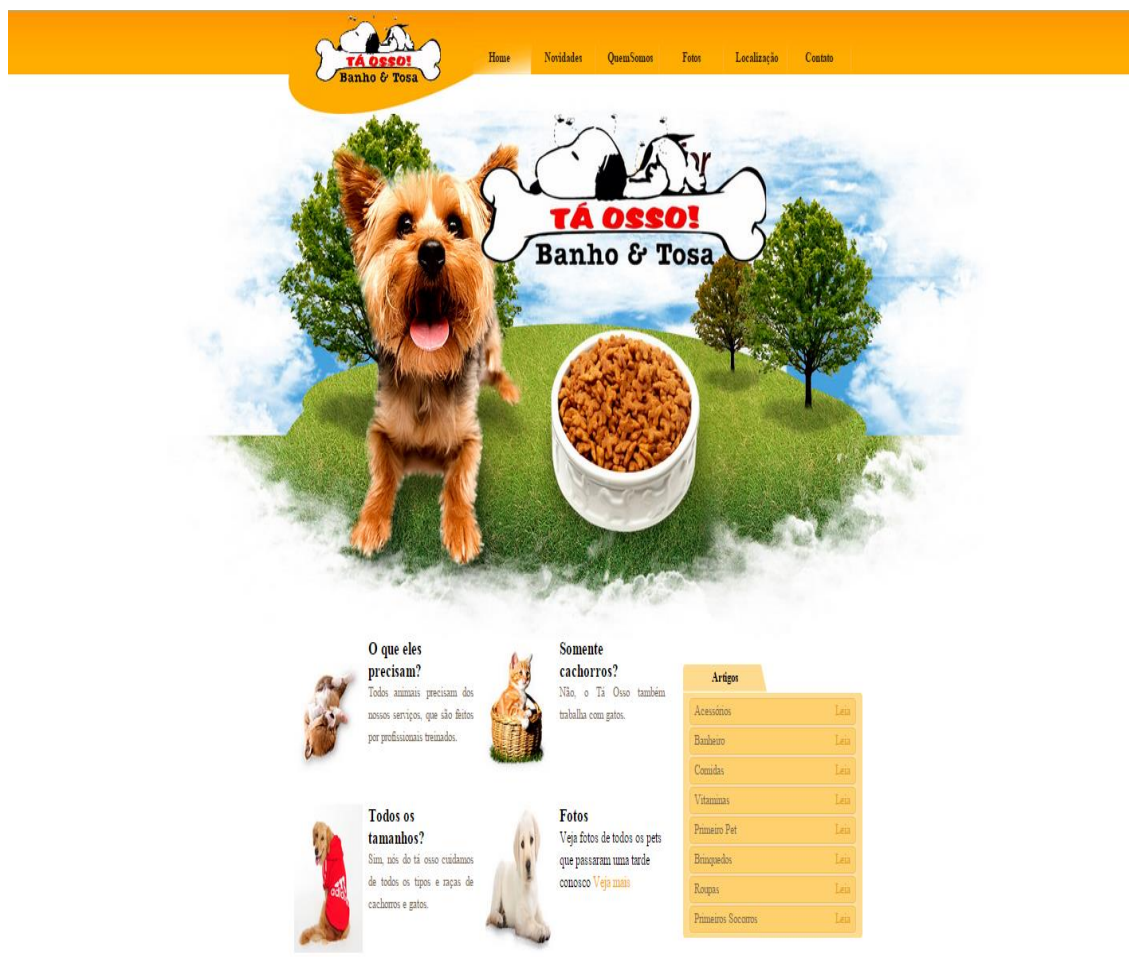 TÁ OSSO!
Banho & Tosa
Home
Novidades
QuemSomos
Fotos
Localização
Contato
TÁ OSSO!
Banho & Tosa
O que eles
precisam?
Todos animais precisam dos
nossos serviços, que são feitos
por profissionais treinados.
Somente
cachorros?
Não, o Tá Osso também
trabalha com gatos.
Todos os
tamanhos?
Sim, nós do tá osso cuidamos
de todos os tipos e raças de
cachorros e gatos.
adidas
Fotos
Veja fotos de todos os pets
que passaram uma tarde
conosco Veja mais
Artigos
Acessórios Leia
Banheiro Leia
Comidas Leia
Vitaminas Leia
Primeiro Pet Leia
Brinquedos Leia
Roupas Leia
Primeiros Socorros Leia